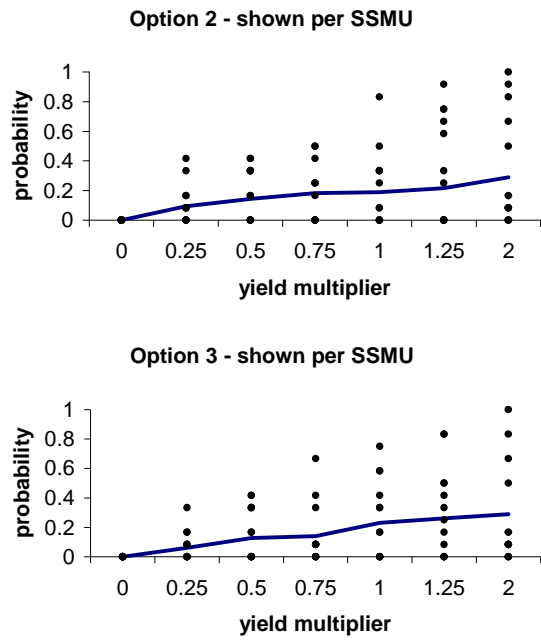 Option 2 - shown per SSMU
1
0.8
0.6
0.4
0.2
0
probability
0 0.25 0.5 0.75 1 1.25 2
yield multiplier
Option 3 - shown per SSMU
1
0.8
0.6
0.4
0.2
0
probability
0 0.25 0.5 0.75 1 1.25 2
yield multiplier